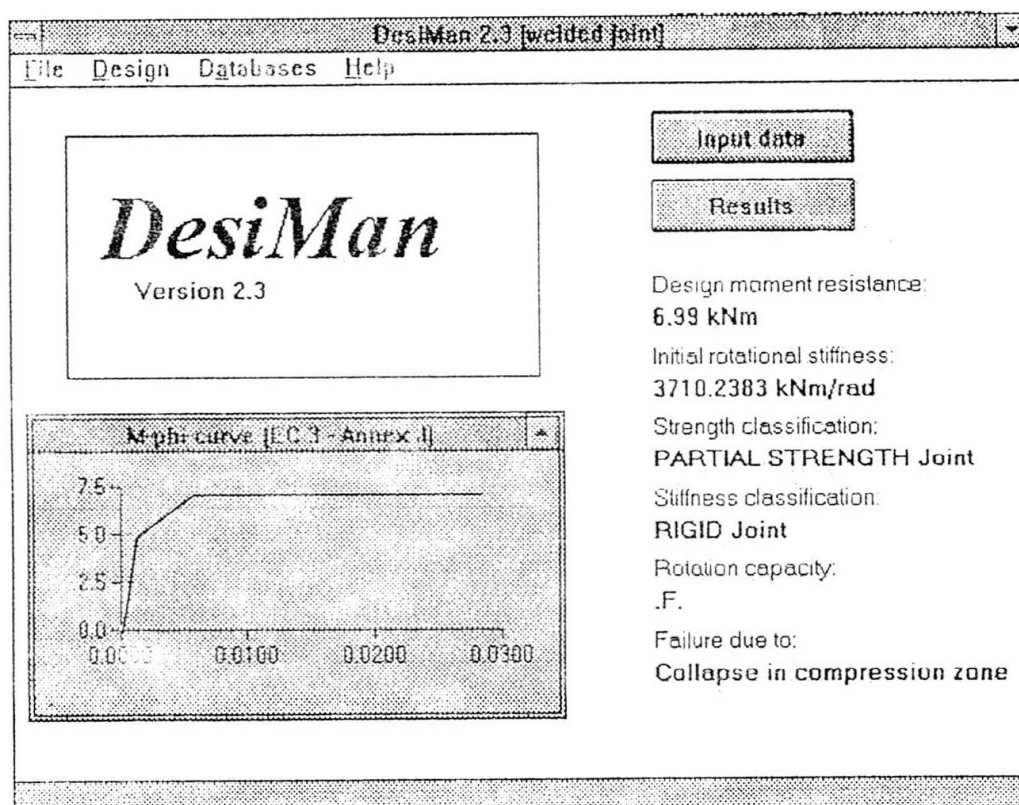 DesiMan 2.3 [welded joint]
File Design Databases Help
DesiMan
Version 2.3
Input data
Results
Design moment resistance:
6.99 kNm
Initial rotational stiffness:
3710.2383 kNm/rad
Strength classification:
PARTIAL STRENGTH Joint
Stiffness classification:
RIGID Joint
Rotation capacity:
.F.
Failure due to:
Collapse in compression zone
M-phi curve [EC 3 - Annex J]
7.5
5.0
2.5
0.0
0.0000 0.0100 0.0200 0.0300